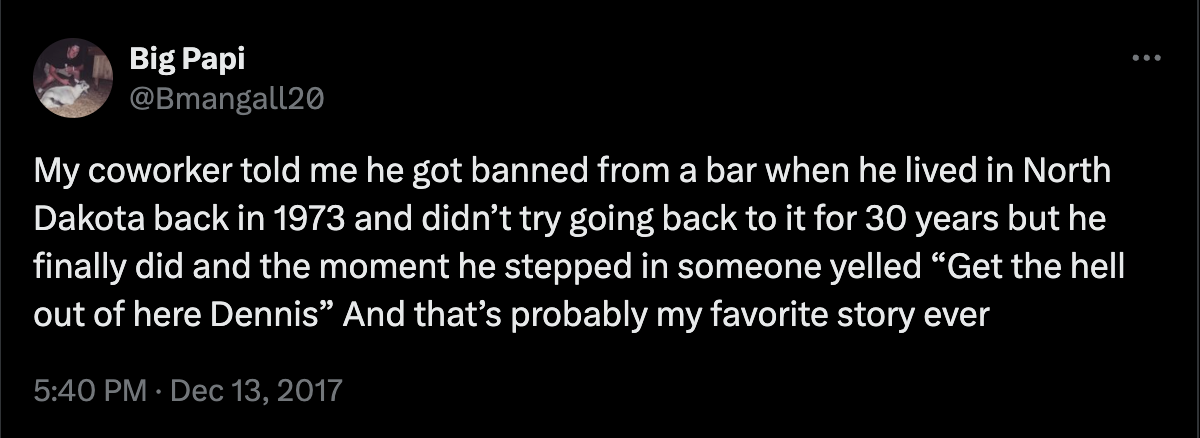 Big Papi
@Bmangall20
My coworker told me he got banned from a bar when he lived in North
Dakota back in 1973 and didn’t try going back to it for 30 years but he
finally did and the moment he stepped in someone yelled “Get the hell
out of here Dennis” And that’s probably my favorite story ever
5:40 PM · Dec 13, 2017